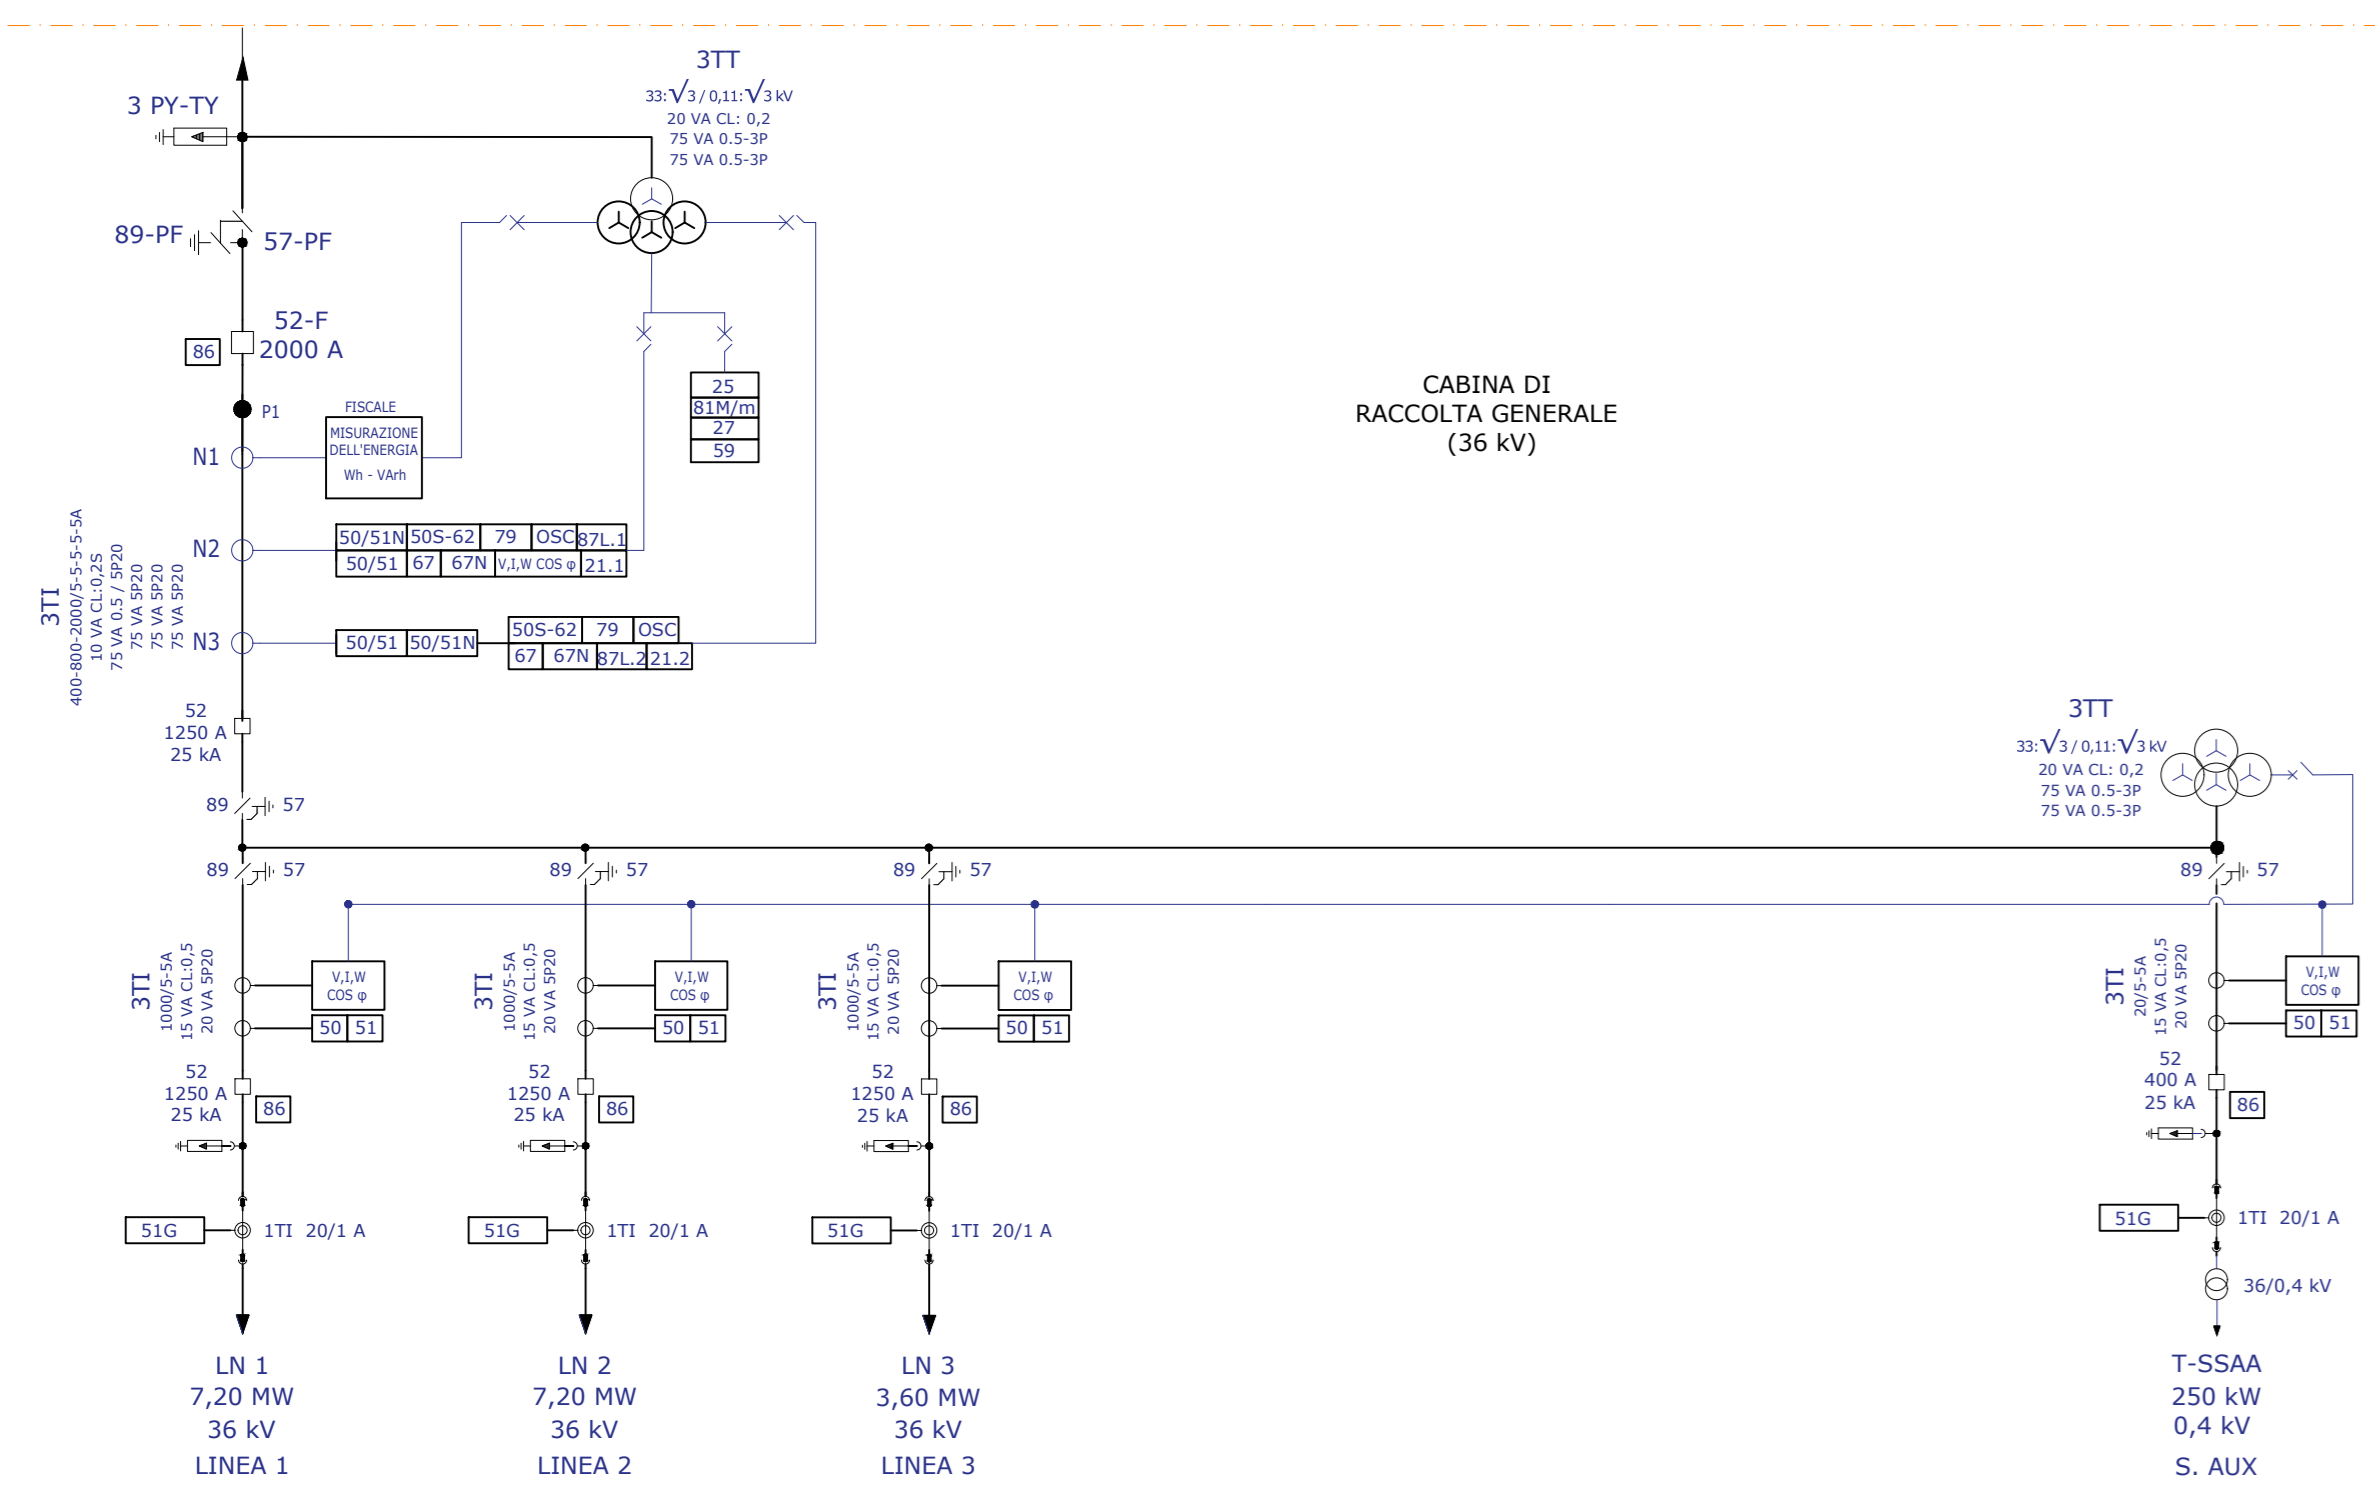 3TT
33:√3 / 0,11:√3 kV
20 VA CL: 0,2
75 VA 0.5-3P
75 VA 0.5-3P
3 PY-TY
89-PF
57-PF
52-F
2000 A
86
P1
FISCALE
MISURAZIONE
DELL'ENERGIA
Wh - VArh
N1
25
81M/m
27
59
CABINA DI
RACCOLTA GENERALE
(36 kV)
N2
50/51N 50S-62 79 OSC 87L.1
50/51 67 67N V,I,W COS φ 21.1
N3
50/51 50/51N
50S-62 79 OSC
67 67N 87L.2 21.2
3TI
400-800-2000/5-5-5-5-5-5A
10 VA CL:0,2S
75 VA 0.5 / 5P20
75 VA 5P20
75 VA 5P20
75 VA 5P20
52
1250 A
25 kA
89 57
3TT
33:√3 / 0,11:√3 kV
20 VA CL: 0,2
75 VA 0.5-3P
75 VA 0.5-3P
89 57
89 57
89 57
89 57
3TI
1000/5-5A
15 VA CL:0,5
20 VA 5P20
V,I,W
COS φ
50 51
52
1250 A
25 kA
86
51G
1TI 20/1 A
LN 1
7,20 MW
36 kV
LINEA 1
3TI
1000/5-5A
15 VA CL:0,5
20 VA 5P20
V,I,W
COS φ
50 51
52
1250 A
25 kA
86
51G
1TI 20/1 A
LN 2
7,20 MW
36 kV
LINEA 2
3TI
1000/5-5A
15 VA CL:0,5
20 VA 5P20
V,I,W
COS φ
50 51
52
1250 A
25 kA
86
51G
1TI 20/1 A
LN 3
3,60 MW
36 kV
LINEA 3
3TI
20/5-5A
15 VA CL:0,5
20 VA 5P20
V,I,W
COS φ
50 51
52
400 A
25 kA
86
51G
1TI 20/1 A
36/0,4 kV
T-SSAA
250 kW
0,4 kV
S. AUX